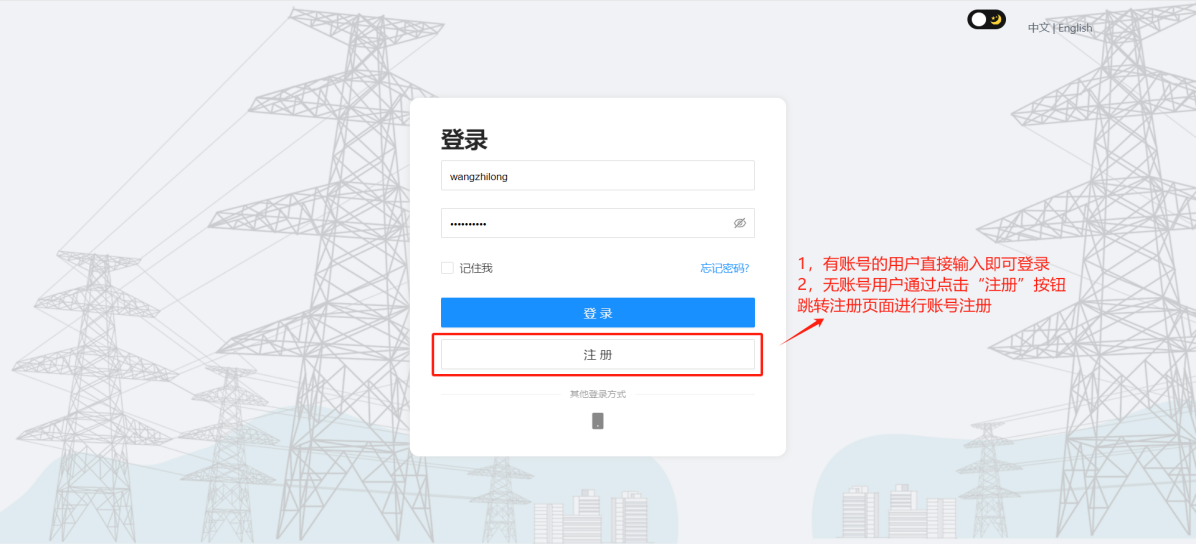 中文 | English
登录
wangzhilong
••••••••••
记住我
忘记密码?
登 录
注 册
其他登录方式
1，有账号的用户直接输入即可登录
2，无账号用户通过点击“注册”按钮
跳转注册页面进行账号注册